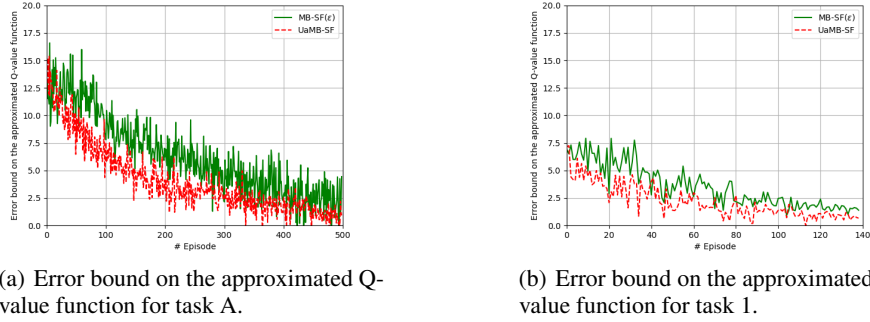 20.0
17.5
15.0
12.5
10.0
7.5
5.0
2.5
0.0
Error bound on the approximated Q-value function
MB-SF(ε)
UaMB-SF
0 100 200 300 400 500
# Episode
20.0
17.5
15.0
12.5
10.0
7.5
5.0
2.5
0.0
Error bound on the approximated Q-value function
MB-SF(ε)
UaMB-SF
0 20 40 60 80 100 120 140
# Episode
(a) Error bound on the approximated Q-
value function for task A.
(b) Error bound on the approximated
value function for task 1.